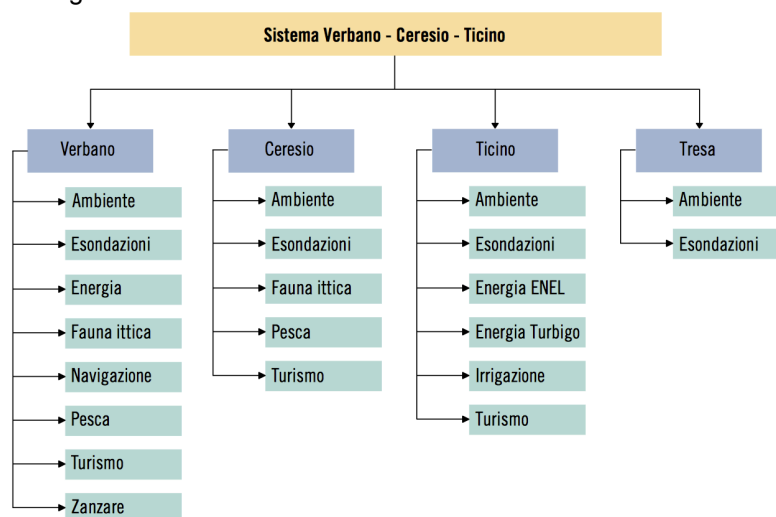 Sistema Verbano - Ceresio - Ticino
Verbano
Ambiente
Esondazioni
Energia
Fauna ittica
Navigazione
Pesca
Turismo
Zanzare
Ceresio
Ambiente
Esondazioni
Fauna ittica
Pesca
Turismo
Ticino
Ambiente
Esondazioni
Energia ENEL
Energia Turbigo
Irrigazione
Turismo
Tresa
Ambiente
Esondazioni